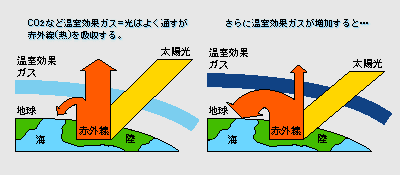 CO2など温室効果ガス=光はよく通すが
赤外線(熱)を吸収する。
太陽光
温室効果
ガス
地球
赤外線
海
陸
さらに温室効果ガスが増加すると…
太陽光
温室効果
ガス
地球
赤外線
海
陸